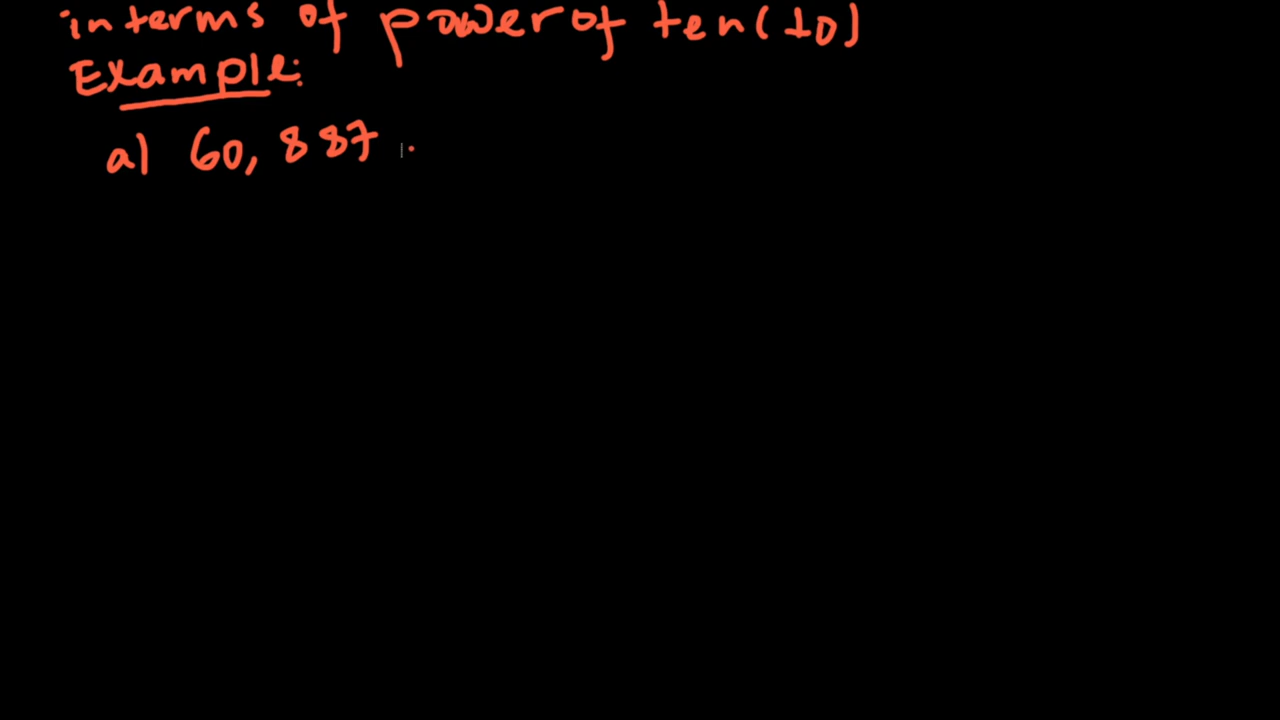 interms of power of ten(10)
Example:
a) 60,887.